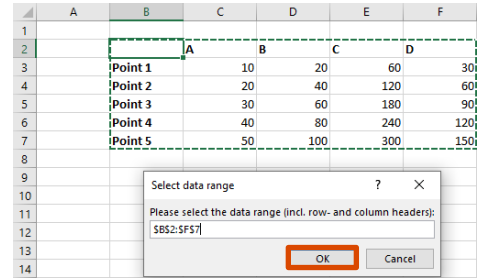 A B C D E F
1
2 A B C D
3 Point 1 10 20 60 30
4 Point 2 20 40 120 60
5 Point 3 30 60 180 90
6 Point 4 40 80 240 120
7 Point 5 50 100 300 150
8
9
10
11
12
13
14
Select data range ? ×
Please select the data range (incl. row- and column headers):
$B$2:$F$7
OK Cancel